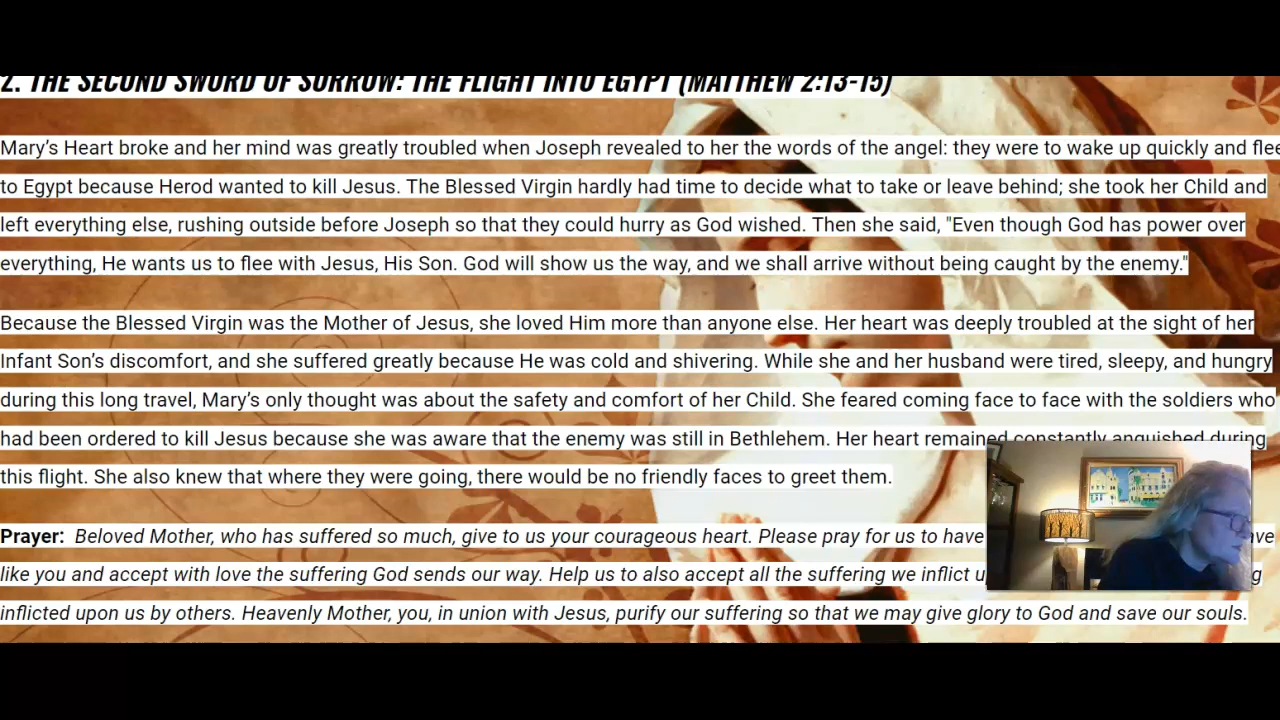 2. THE SECOND SWORD OF SORROW: THE FLIGHT INTO EGYPT (MATTHEW 2:13-15)
Mary's Heart broke and her mind was greatly troubled when Joseph revealed to her the words of the angel: they were to wake up quickly and flee
to Egypt because Herod wanted to kill Jesus. The Blessed Virgin hardly had time to decide what to take or leave behind; she took her Child and
left everything else, rushing outside before Joseph so that they could hurry as God wished. Then she said, "Even though God has power over
everything, He wants us to flee with Jesus, His Son. God will show us the way, and we shall arrive without being caught by the enemy."
Because the Blessed Virgin was the Mother of Jesus, she loved Him more than anyone else. Her heart was deeply troubled at the sight of her
Infant Son's discomfort, and she suffered greatly because He was cold and shivering. While she and her husband were tired, sleepy, and hungry
during this long travel, Mary's only thought was about the safety and comfort of her Child. She feared coming face to face with the soldiers who
had been ordered to kill Jesus because she was aware that the enemy was still in Bethlehem. Her heart remained constantly anguished during
this flight. She also knew that where they were going, there would be no friendly faces to greet them.
Prayer: Beloved Mother, who has suffered so much, give to us your courageous heart. Please pray for us to have
like you and accept with love the suffering God sends our way. Help us to also accept all the suffering we inflict
inflicted upon us by others. Heavenly Mother, you, in union with Jesus, purify our suffering so that we may give glory to God and save our souls.